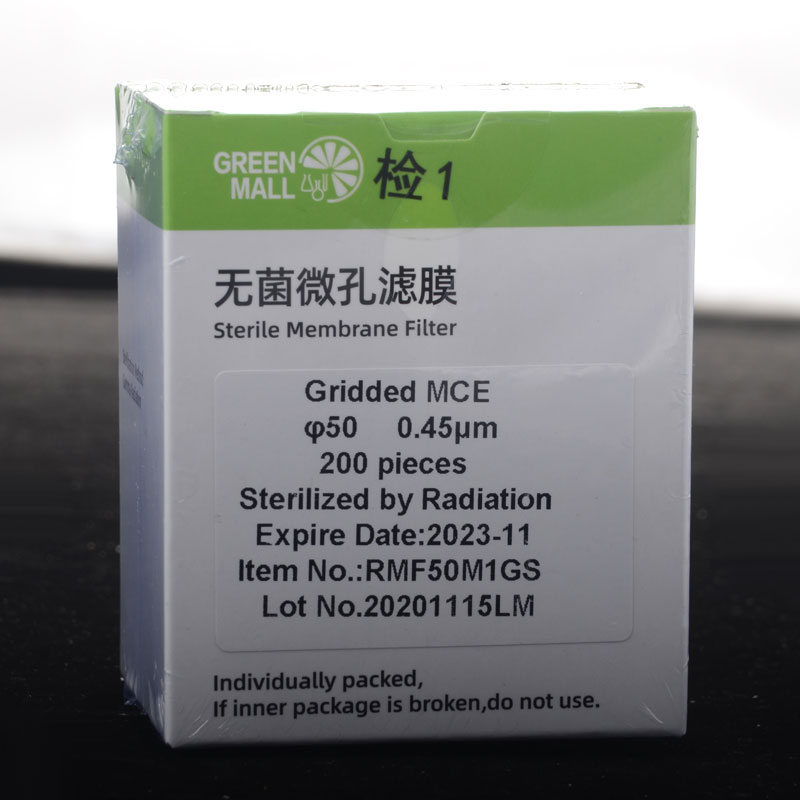 GREEN
MALL
检1
无菌微孔滤膜
Sterile Membrane Filter
Gridded MCE
φ50 0.45μm
200 pieces
Sterilized by Radiation
Expire Date:2023-11
Item No.:RMF50M1GS
Lot No.20201115LM
Individually packed,
If inner package is broken,do not use.